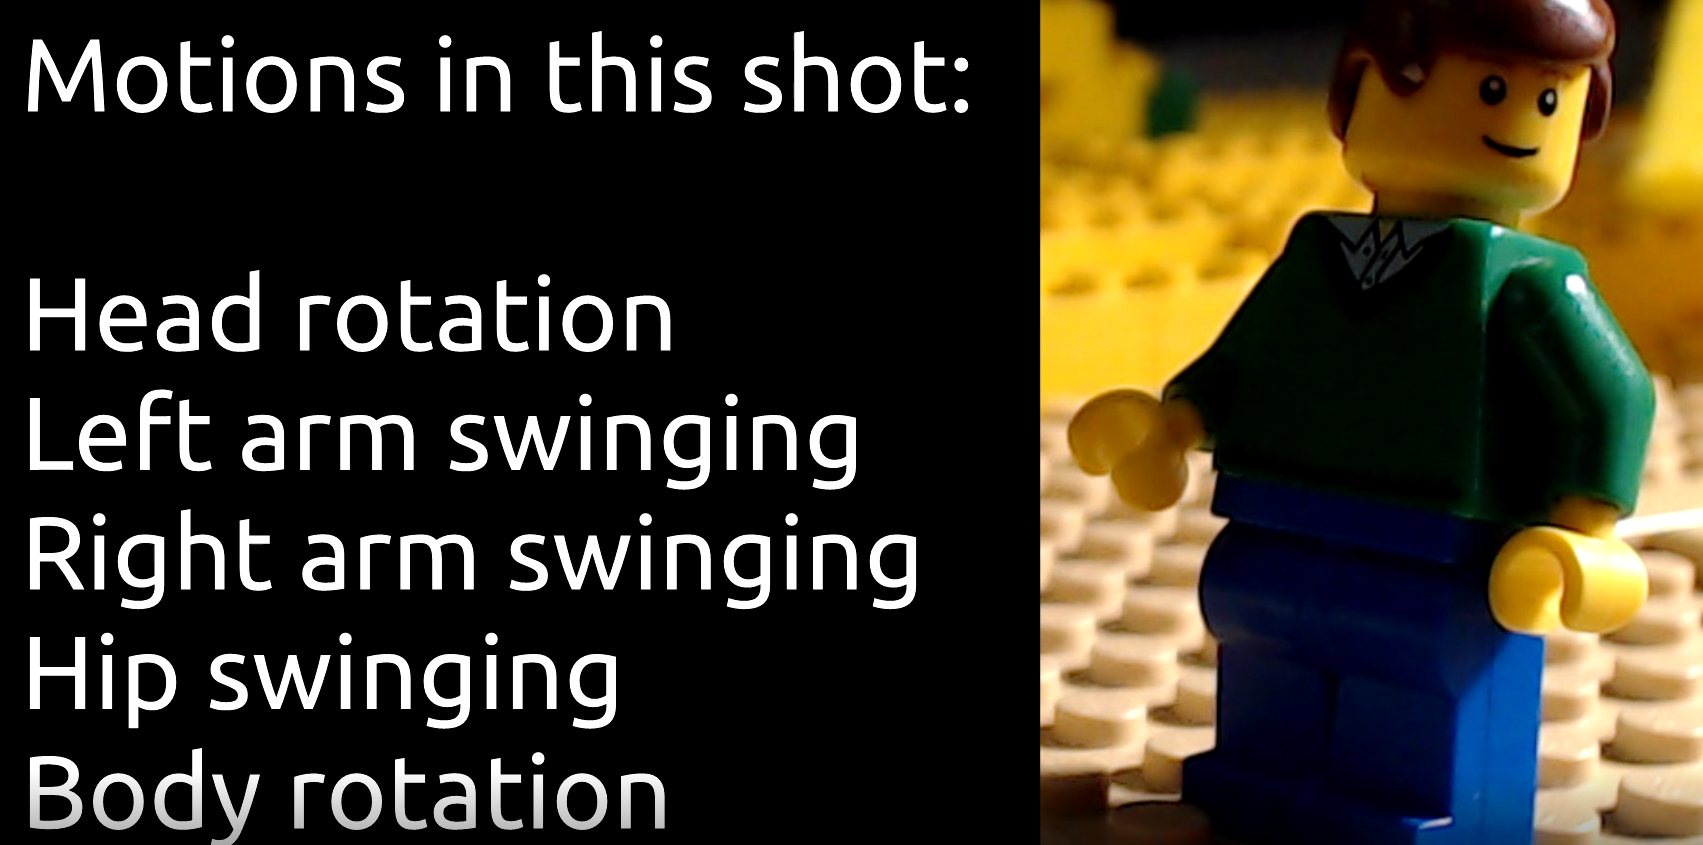 Motions in this shot:
Head rotation
Left arm swinging
Right arm swinging
Hip swinging
Body rotation